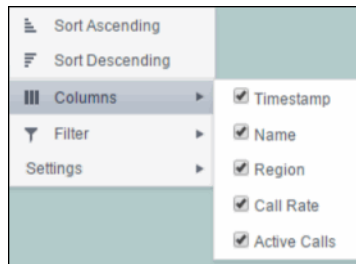 Sort Ascending
Sort Descending
Columns
Filter
Settings
Timestamp
Name
Region
Call Rate
Active Calls